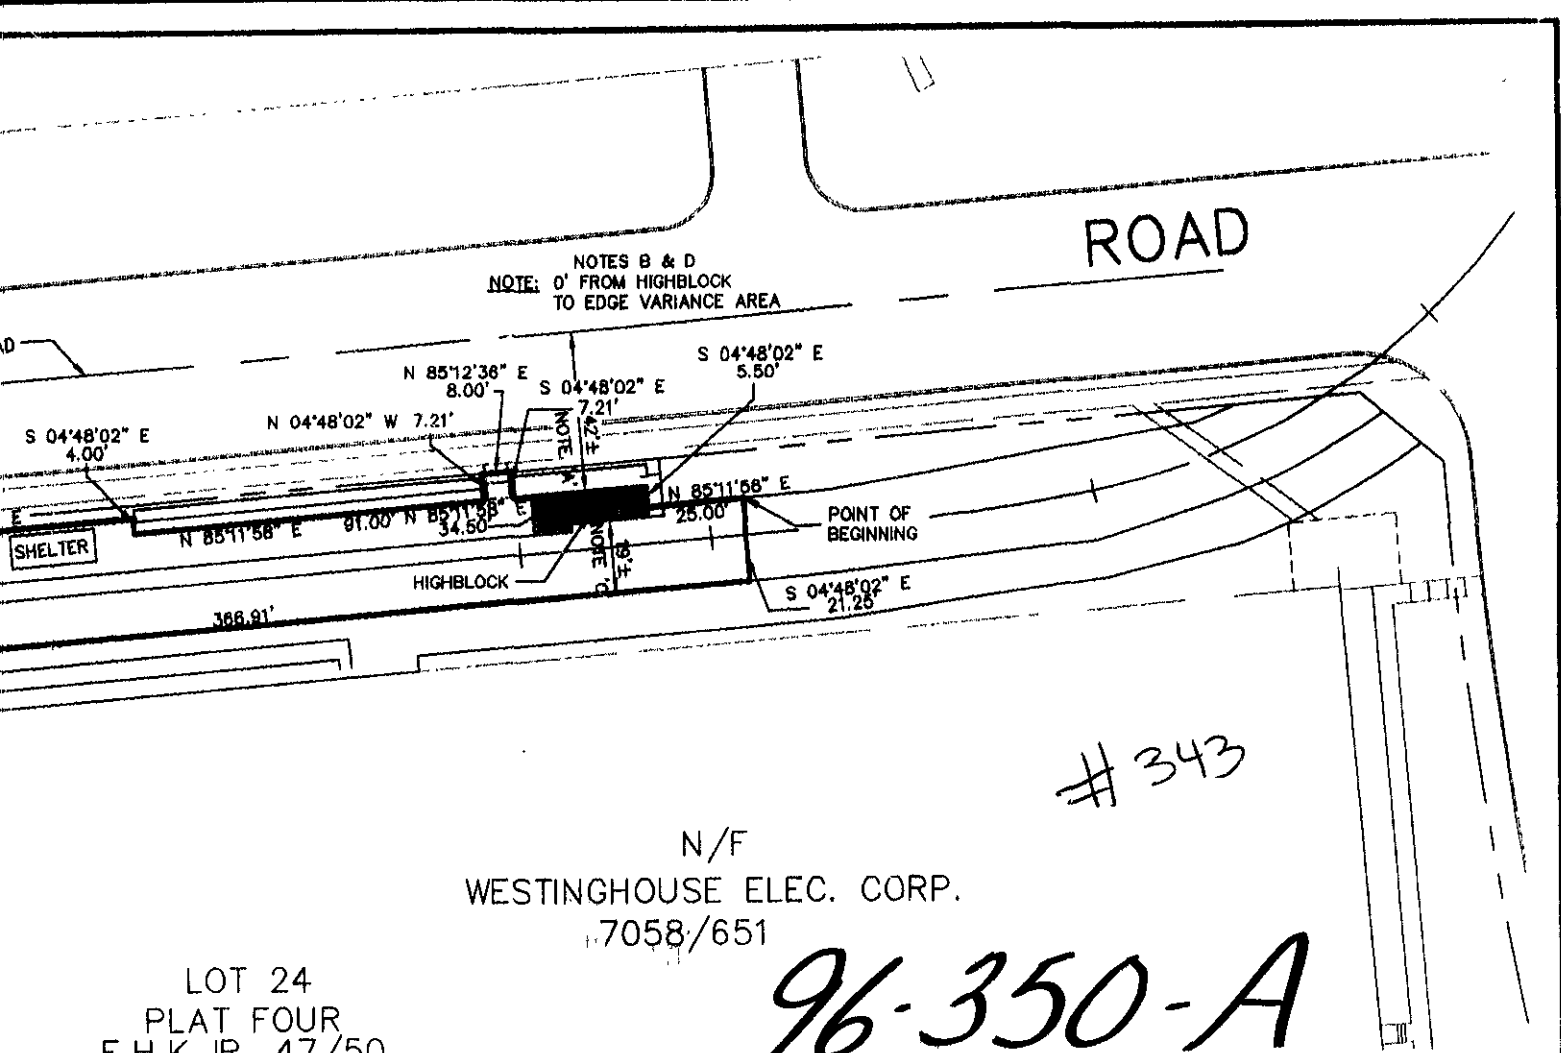 ROAD
NOTES B & D
NOTE: 0' FROM HIGHBLOCK
TO EDGE VARIANCE AREA
S 04°48'02" E
5.50'
N 85°12'36" E
8.00'
S 04°48'02" E
7.21'
N 04°48'02" W 7.21'
S 04°48'02" E
4.00'
NOTE 'A'
42'±
N 85°11'58" E
25.00'
N 85°11'58" E
34.50'
N 85°11'58" E 91.00'
E
SHELTER
POINT OF
BEGINNING
HIGHBLOCK
NOTE 'C'
19'±
S 04°48'02" E
21.25'
366.91'
# 343
N/F
WESTINGHOUSE ELEC. CORP.
7058/651
96-350-A
LOT 24
PLAT FOUR
E.H.K.JR. 47/50